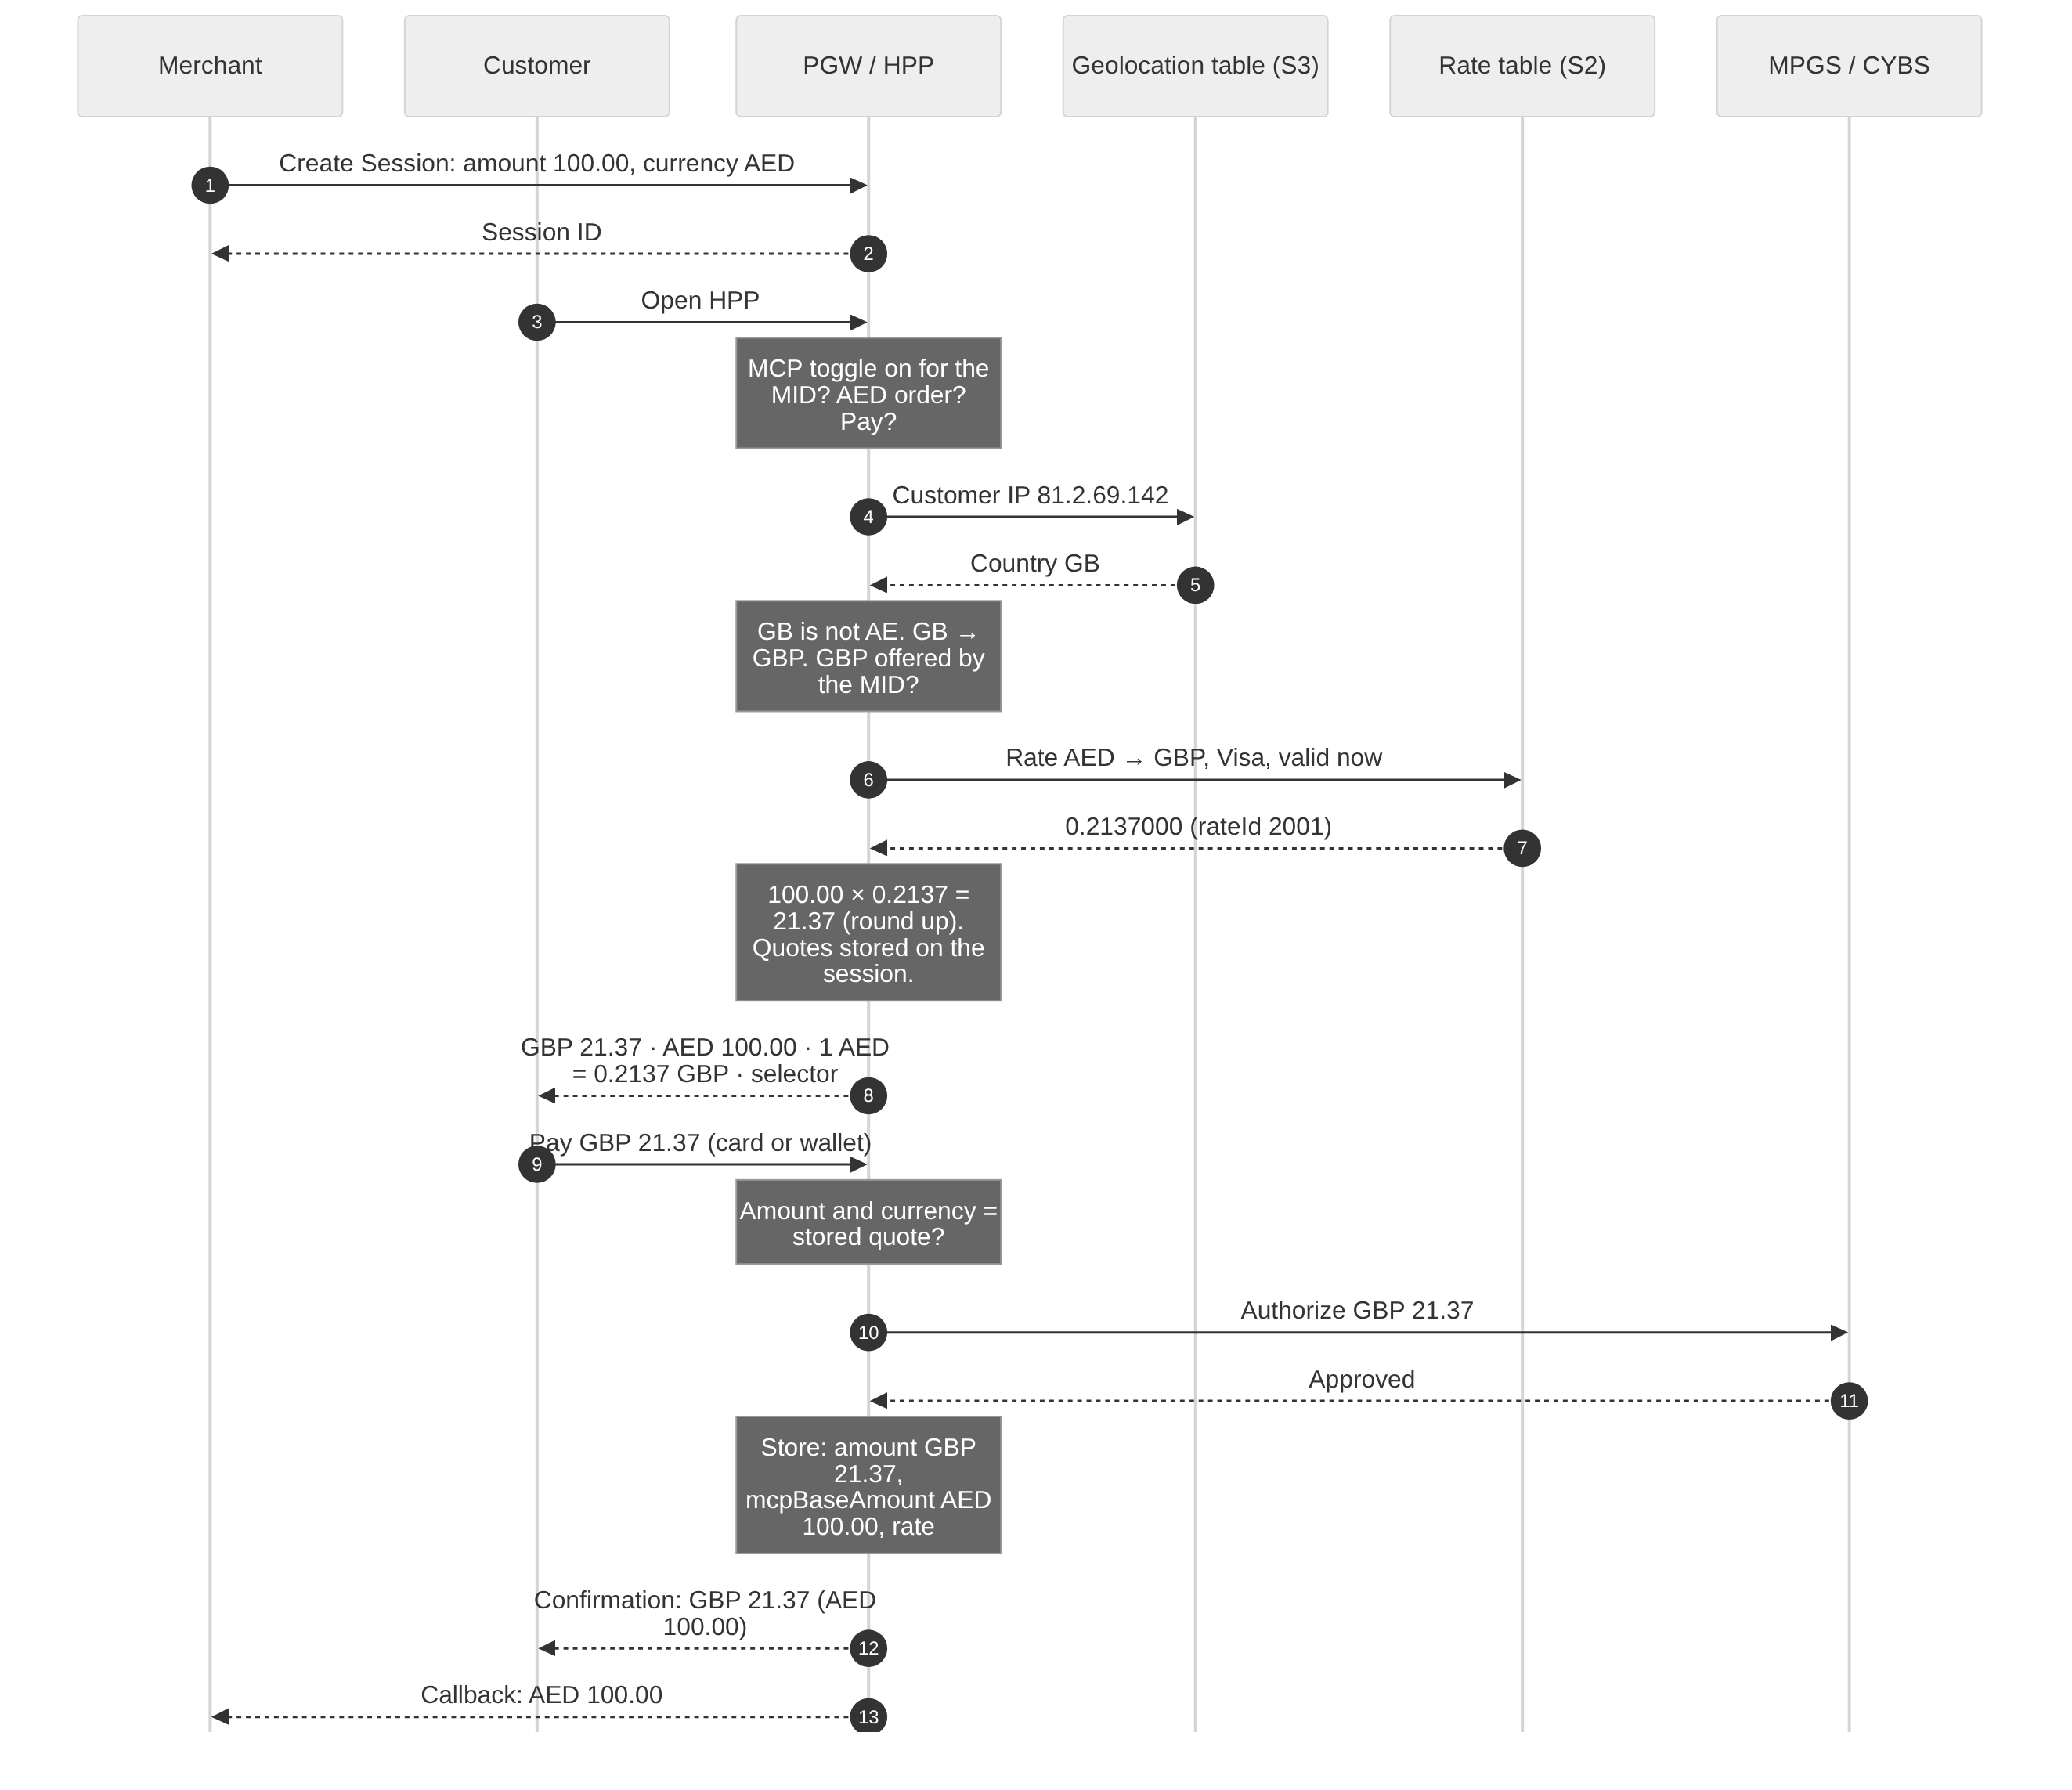 Merchant
Customer
PGW / HPP
Geolocation table (S3)
Rate table (S2)
MPGS / CYBS
Create Session: amount 100.00, currency AED
1
Session ID
2
Open HPP
3
MCP toggle on for the
MID? AED order?
Pay?
Customer IP 81.2.69.142
4
Country GB
5
GB is not AE. GB →
GBP. GBP offered by
the MID?
Rate AED → GBP, Visa, valid now
6
0.2137000 (rateId 2001)
7
100.00 × 0.2137 =
21.37 (round up).
Quotes stored on the
session.
GBP 21.37 · AED 100.00 · 1 AED
= 0.2137 GBP · selector
8
Pay GBP 21.37 (card or wallet)
9
Amount and currency =
stored quote?
Authorize GBP 21.37
10
Approved
11
Store: amount GBP
21.37,
mcpBaseAmount AED
100.00, rate
Confirmation: GBP 21.37 (AED
100.00)
12
Callback: AED 100.00
13